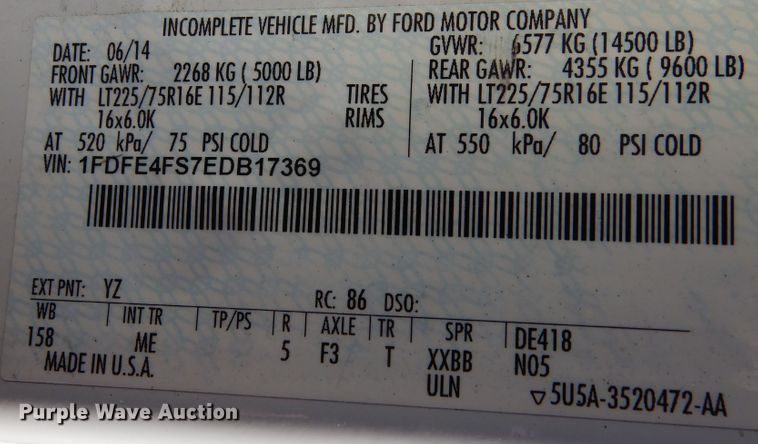 INCOMPLETE VEHICLE MFD. BY FORD MOTOR COMPANY
DATE: 06/14 GVWR: 6577 KG (14500 LB)
FRONT GAWR: 2268 KG ( 5000 LB) REAR GAWR: 4355 KG ( 9600 LB)
WITH LT225/75R16E 115/112R TIRES WITH LT225/75R16E 115/112R
16x6.0K RIMS 16x6.0K
AT 520 kPa/ 75 PSI COLD AT 550 kPa/ 80 PSI COLD
VIN: 1FDFE4FS7EDB17369
EXT PNT: YZ RC: 86 DSO:
WB INT TR TP/PS R AXLE TR SPR DE418
158 ME 5 F3 T XXBB N05
MADE IN U.S.A. ULN ▽5U5A-3520472-AA
Purple Wave Auction